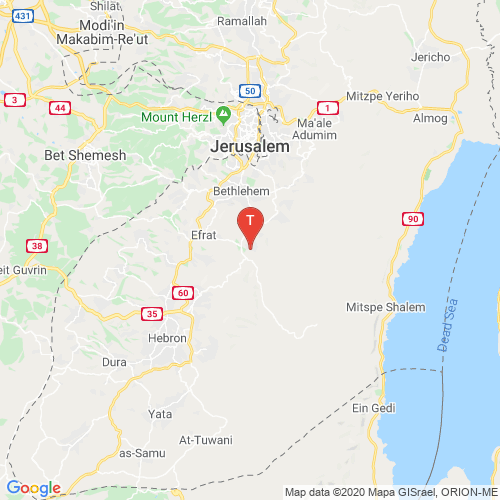 Shilat
Ramallah
431
Modi'in
Makabim-Re'ut
Jericho
50
3
44
Mitzpe Yeriho
1
Mount Herzl
Ma'ale
Adumim
Almog
Jerusalem
Bet Shemesh
Bethlehem
T
90
Efrat
38
eit Guvrin
60
35
Mitspe Shalem
Dead Sea
Hebron
Dura
Ein Gedi
Yata
At-Tuwani
as-Samu
Google
Map data ©2020 Mapa GISrael, ORION-ME